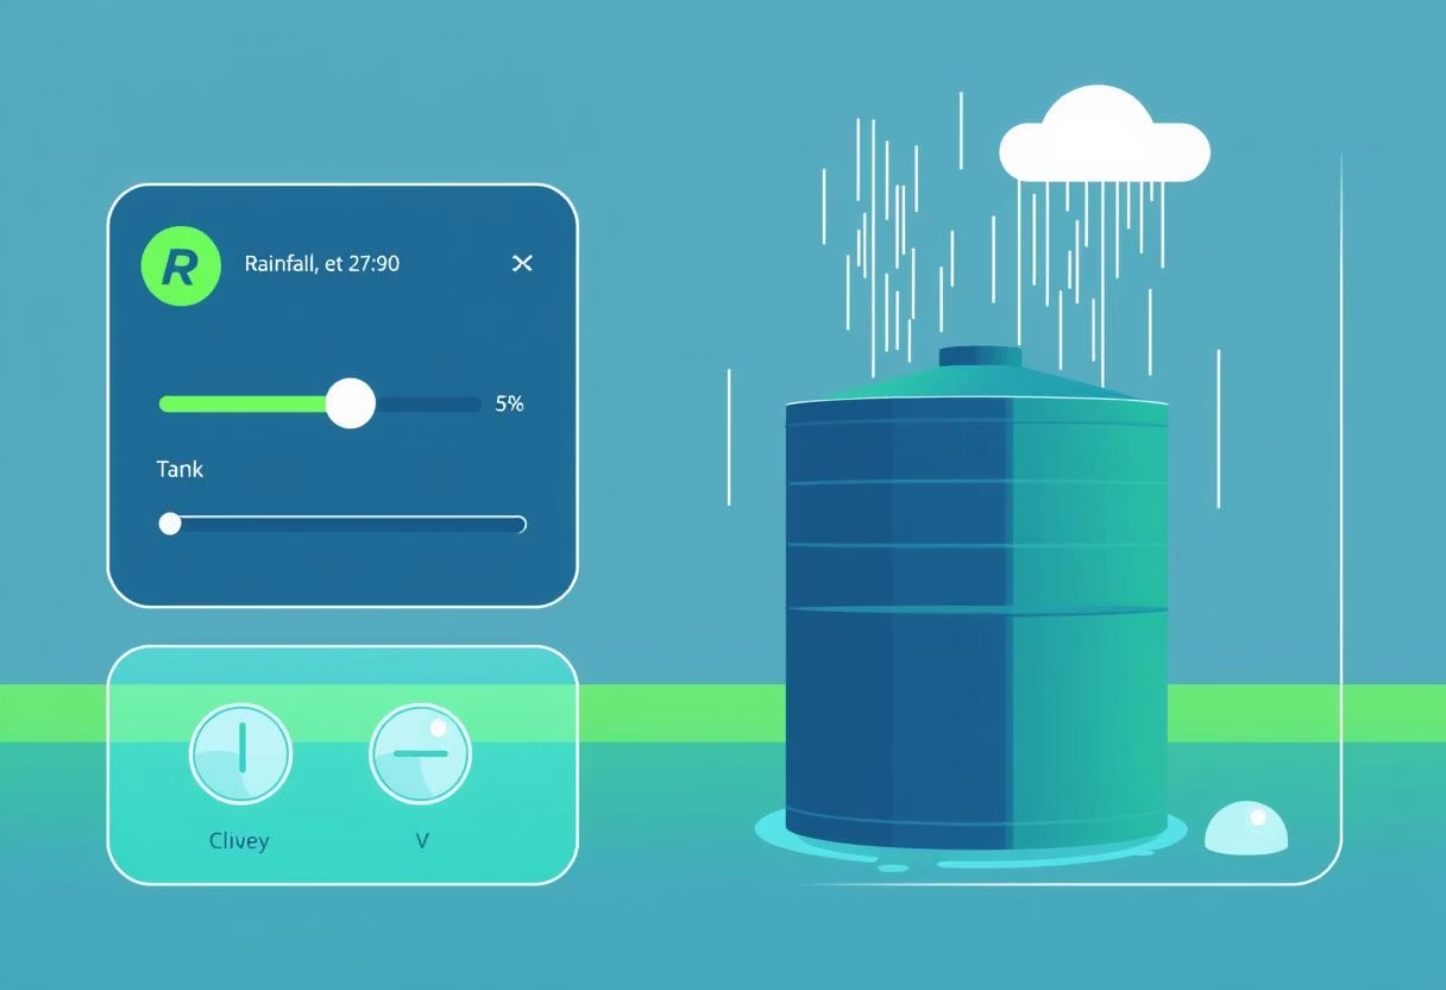 R
Rainfall, et 27:90
5%
Tank
Clivey
V